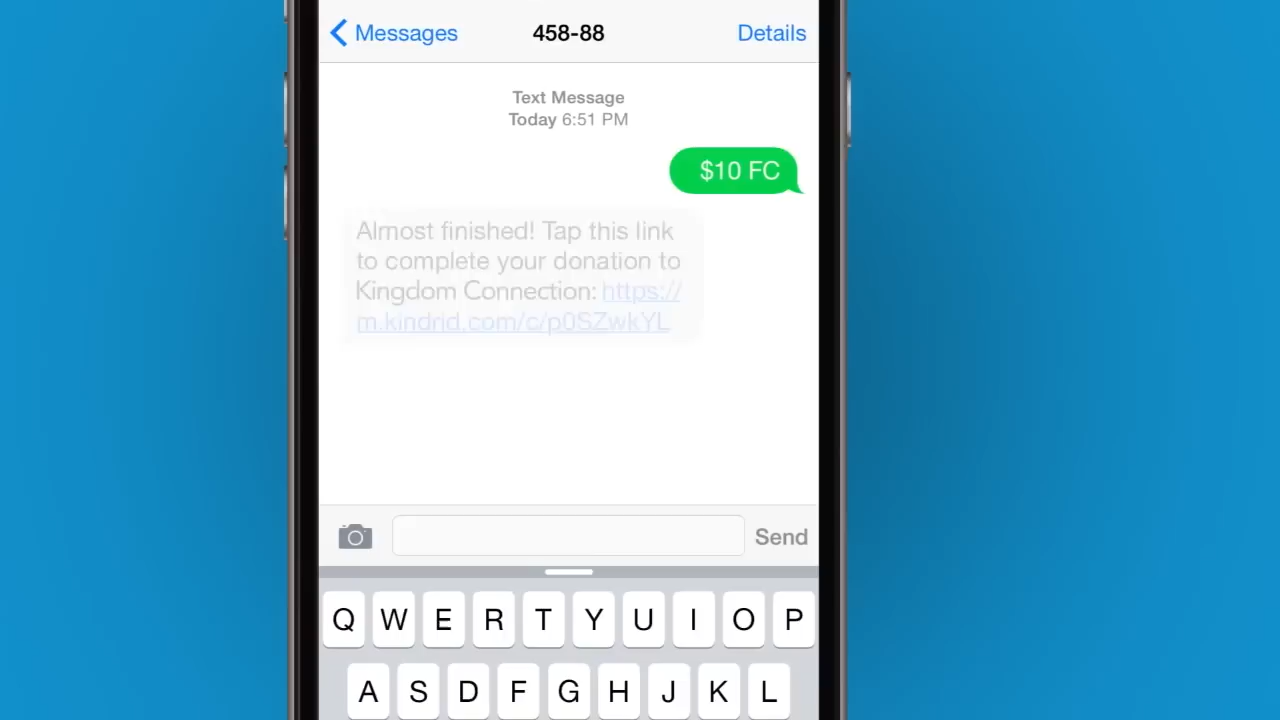 Messages 458-88 Details
Text Message
Today 6:51 PM
$10 FC
Almost finished! Tap this link
to complete your donation to
Kingdom Connection: https://
m.kindrid.com/c/p0SZwkYL
Send
Q W E R T Y U I O P
A S D F G H J K L